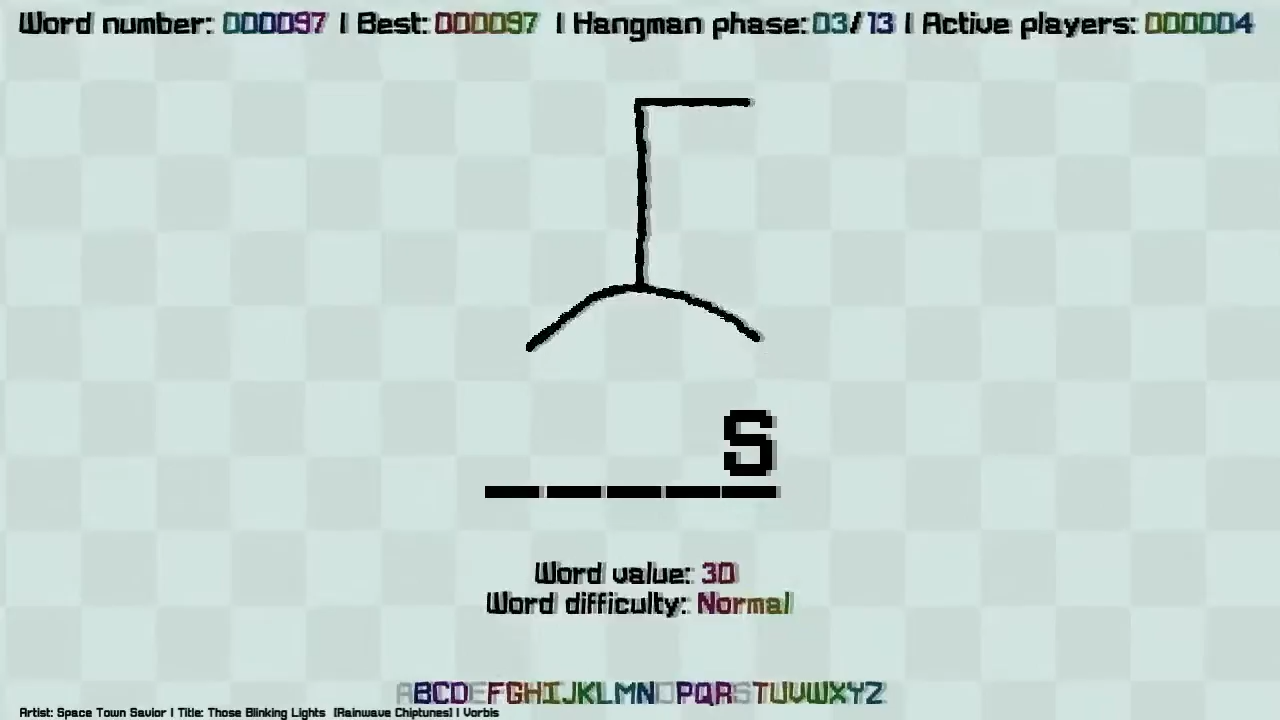 Word number: 000097 | Best: 000097 | Hangman phase: 03/13 | Active players: 000004
S
Word value: 30
Word difficulty: Normal
ABCDEFGHIJKLMNOPQRSTUVWXYZ
Artist: Space Town Savior | Title: Those Blinking Lights [Rainwave Chiptunes] | Vorbis